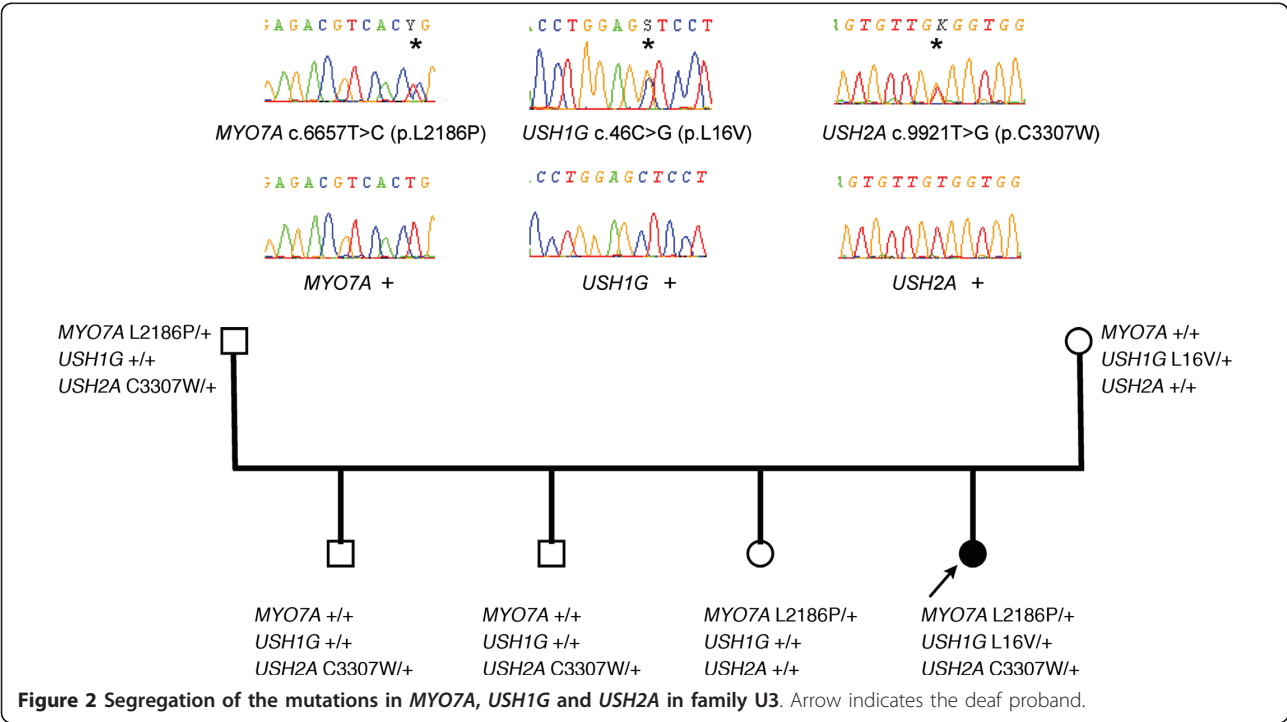 GAGACGTCACYG
CCTGGAGSTCCT
GTGTTGKGGTGG
*
*
*
MYO7A c.6657T>C (p.L2186P)
USH1G c.46C>G (p.L16V)
USH2A c.9921T>G (p.C3307W)
GAGACGTCACTG
CCTGGAGCTCCT
GTGTTGTGGTGG
MYO7A +
USH1G +
USH2A +
MYO7A L2186P/+
USH1G +/+
USH2A C3307W/+
MYO7A +/+
USH1G L16V/+
USH2A +/+
MYO7A +/+
USH1G +/+
USH2A C3307W/+
MYO7A +/+
USH1G +/+
USH2A C3307W/+
MYO7A L2186P/+
USH1G +/+
USH2A +/+
MYO7A L2186P/+
USH1G L16V/+
USH2A C3307W/+
Figure 2 Segregation of the mutations in MYO7A, USH1G and USH2A in family U3. Arrow indicates the deaf proband.